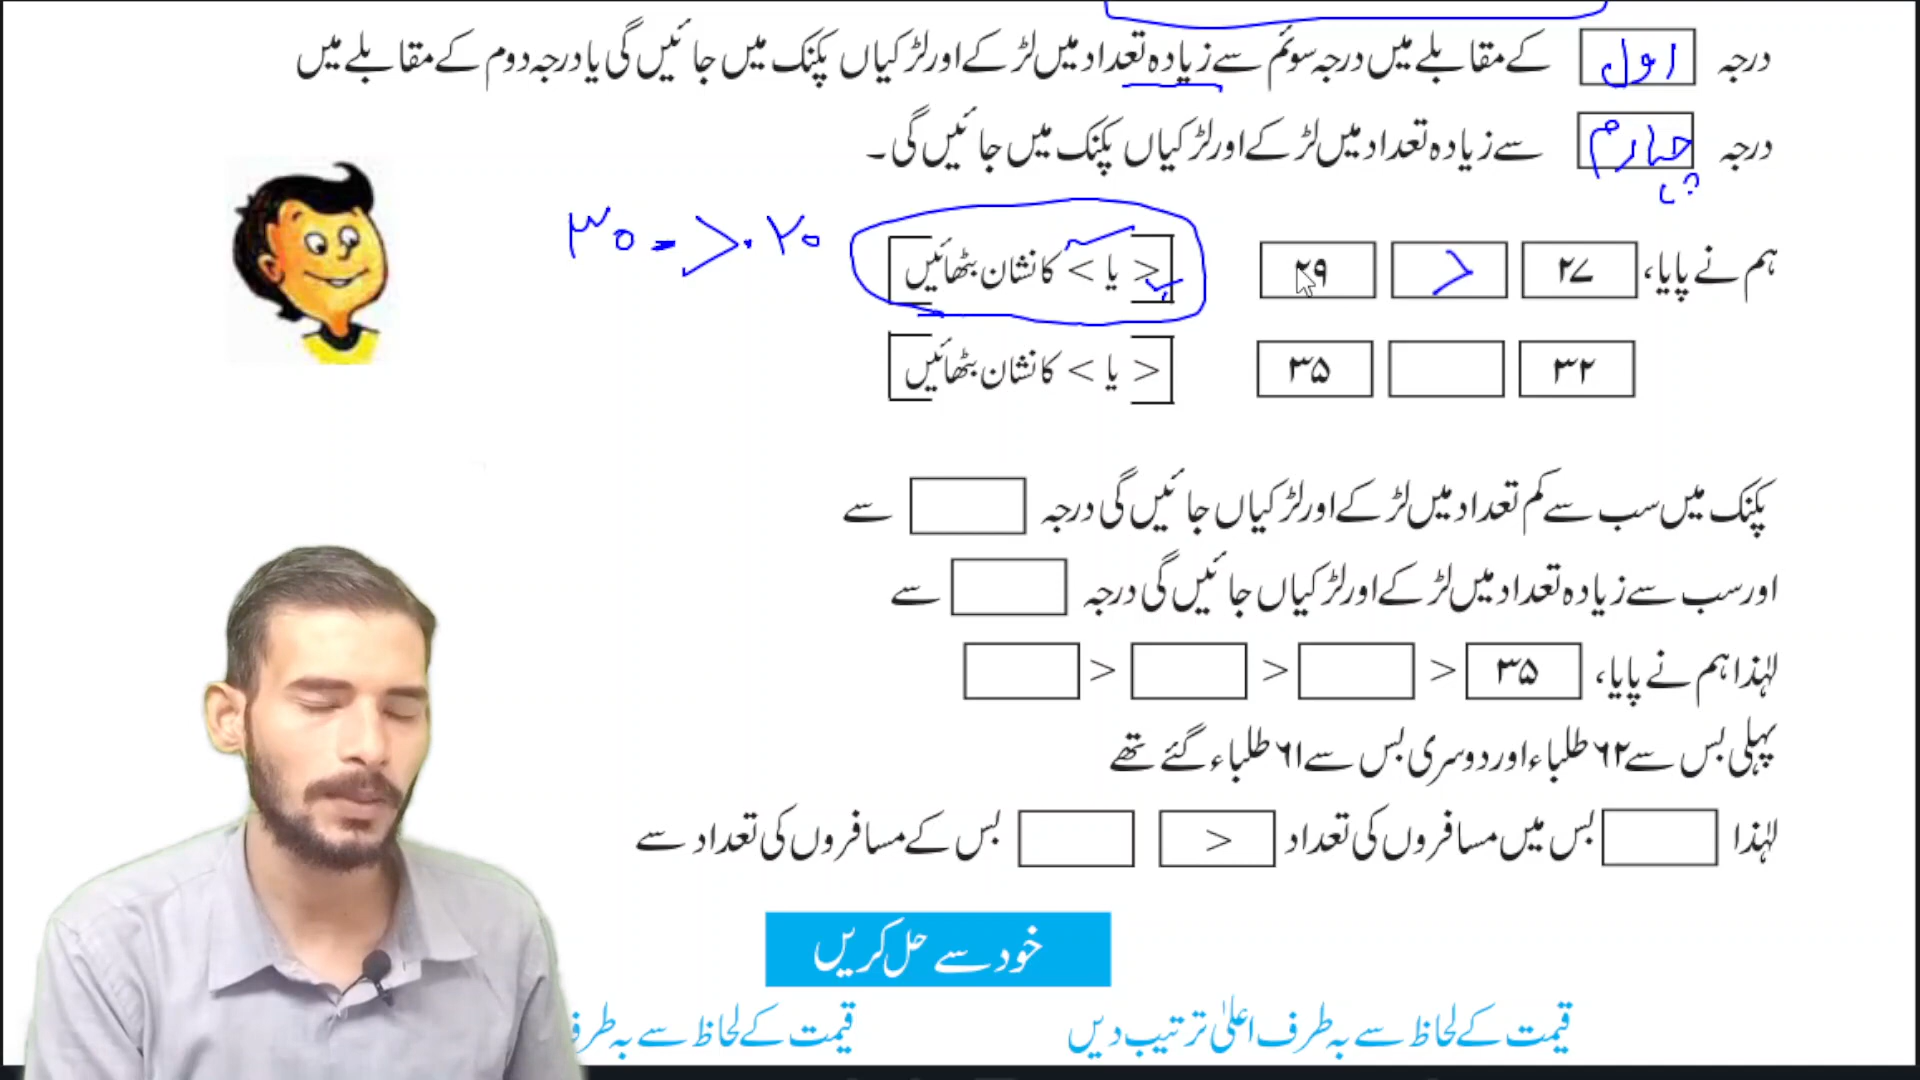 درجہ اول کے مقابلے میں درجہ سوئم سے زیادہ تعداد میں لڑکے اور لڑکیاں پکنک میں جائیں گی یا درجہ دوم کے مقابلے میں
درجہ چہارم سے زیادہ تعداد میں لڑکے اور لڑکیاں پکنک میں جائیں گی۔
ہم نے پایا، ۲۷ > ۲۹ [< یا > کا نشان بٹھائیں] ۳۰ > ۲۰
۳۲ ۳۵ [< یا > کا نشان بٹھائیں]
پکنک میں سب سے کم تعداد میں لڑکے اور لڑکیاں جائیں گی درجہ سے
اور سب سے زیادہ تعداد میں لڑکے اور لڑکیاں جائیں گی درجہ سے
لہٰذا ہم نے پایا، ۳۵ > > >
پہلی بس سے ۶۲ طلباء اور دوسری بس سے ۶۱ طلباء گئے تھے
لہٰذا بس میں مسافروں کی تعداد > بس کے مسافروں کی تعداد سے
خود سے حل کریں
قیمت کے لحاظ سے بہ طرف اعلیٰ ترتیب دیں
قیمت کے لحاظ سے بہ طرف